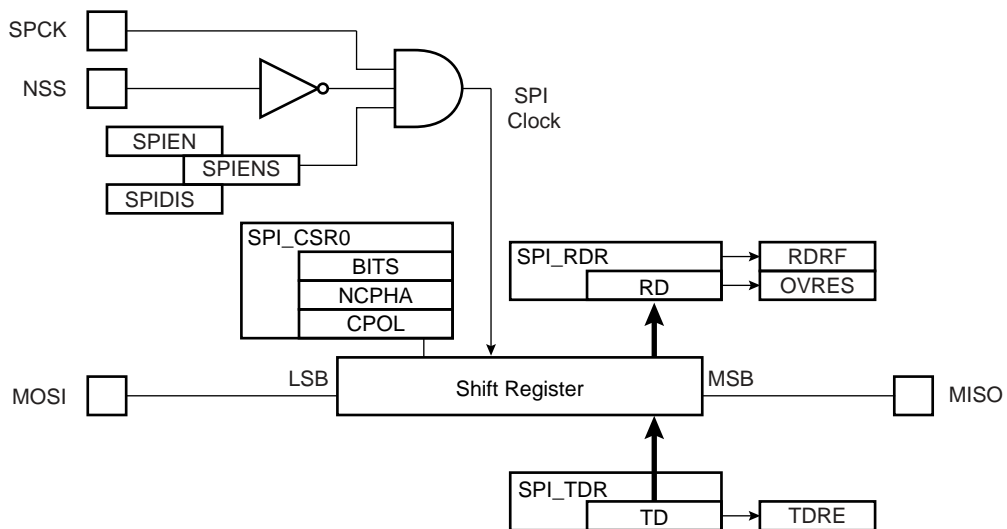 SPCK
NSS
SPI
Clock
SPIEN
SPIENS
SPIDIS
SPI_CSR0
BITS
NCPHA
CPOL
SPI_RDR
RD
RDRF
OVRES
MOSI
LSB
Shift Register
MSB
MISO
SPI_TDR
TD
TDRE